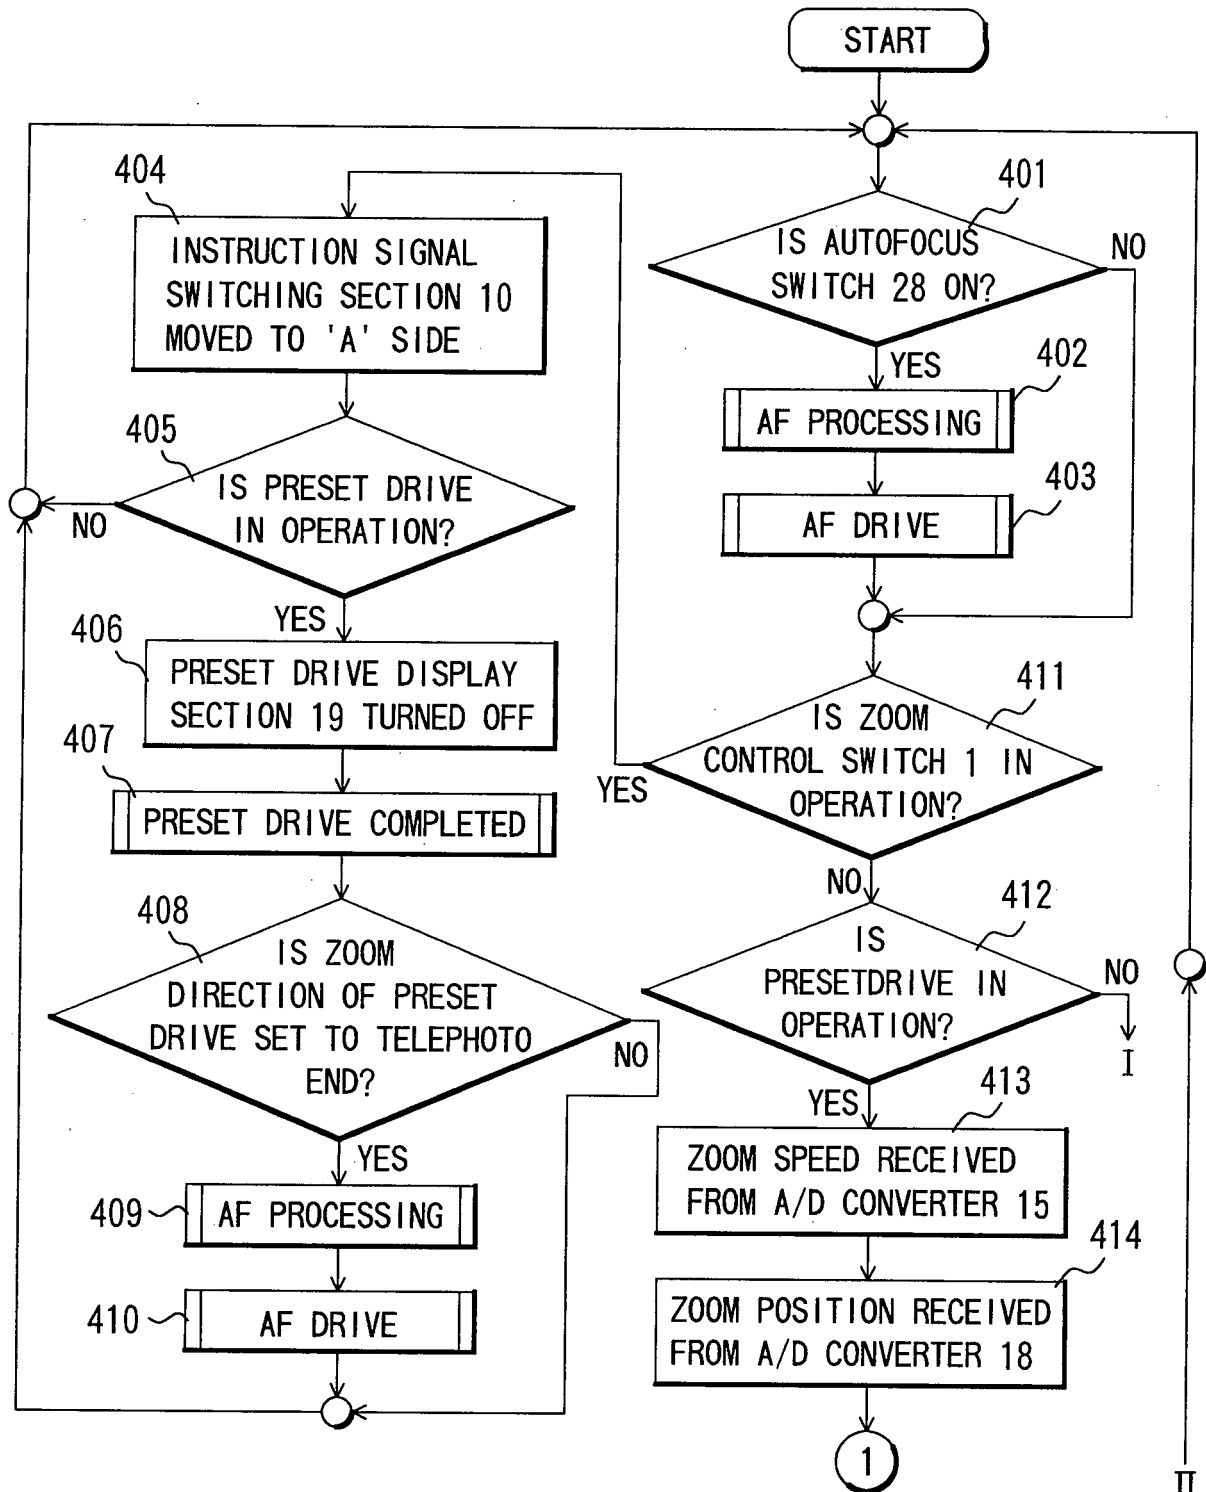 START
401
IS AUTOFOCUS
SWITCH 28 ON?
NO
YES
402
AF PROCESSING
403
AF DRIVE
411
IS ZOOM
CONTROL SWITCH 1 IN
OPERATION?
YES
NO
412
IS
PRESETDRIVE IN
OPERATION?
NO
I
YES
413
ZOOM SPEED RECEIVED
FROM A/D CONVERTER 15
414
ZOOM POSITION RECEIVED
FROM A/D CONVERTER 18
1
II
404
INSTRUCTION SIGNAL
SWITCHING SECTION 10
MOVED TO 'A' SIDE
405
IS PRESET DRIVE
IN OPERATION?
NO
YES
406
PRESET DRIVE DISPLAY
SECTION 19 TURNED OFF
407
PRESET DRIVE COMPLETED
408
IS ZOOM
DIRECTION OF PRESET
DRIVE SET TO TELEPHOTO
END?
NO
YES
409
AF PROCESSING
410
AF DRIVE